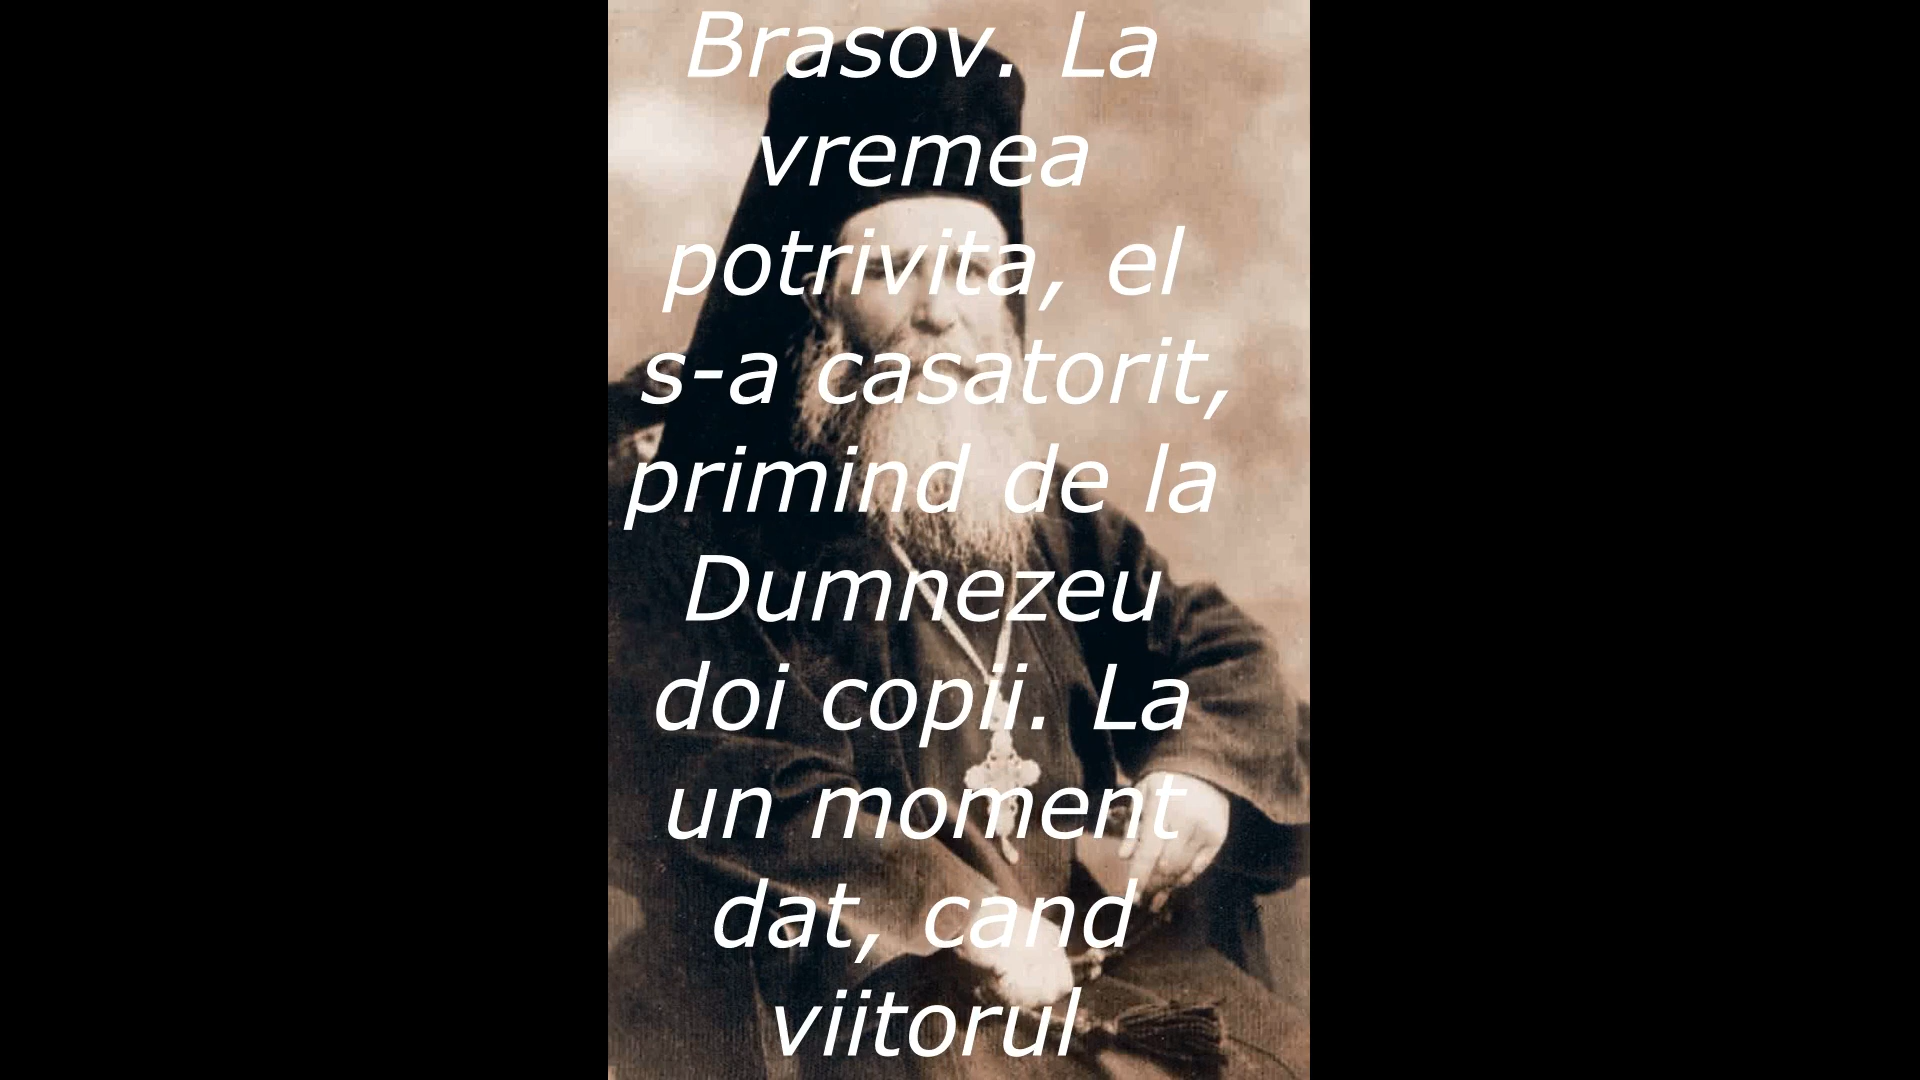 Brasov. La
vremea
potrivita, el
s-a casatorit,
primind de la
Dumnezeu
doi copii. La
un moment
dat, cand
viitorul